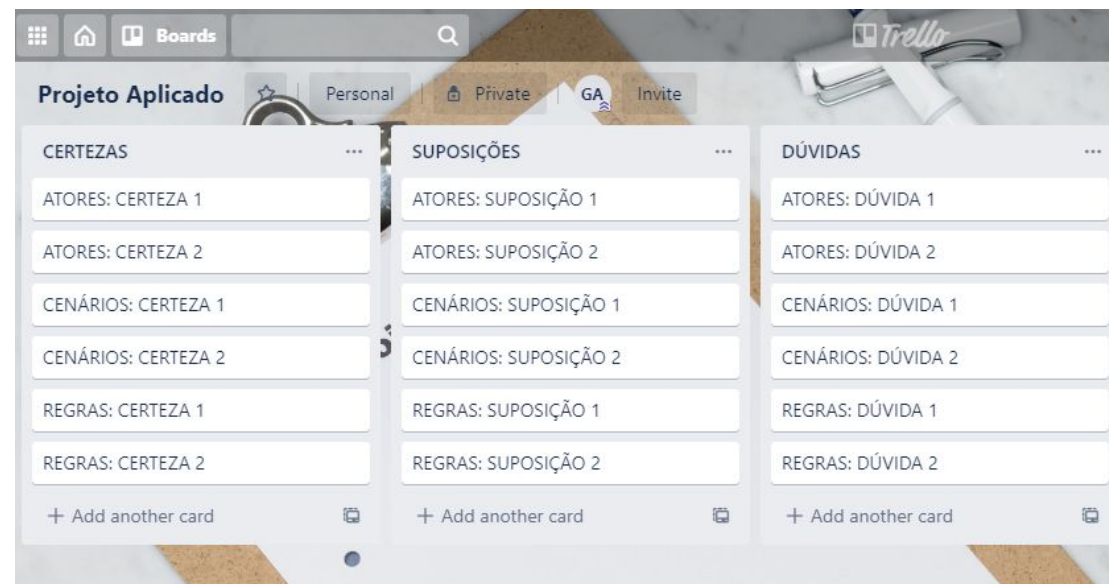 Boards
Trello
Projeto Aplicado
Personal
Private
GA
Invite
CERTEZAS
ATORES: CERTEZA 1
ATORES: CERTEZA 2
CENÁRIOS: CERTEZA 1
CENÁRIOS: CERTEZA 2
REGRAS: CERTEZA 1
REGRAS: CERTEZA 2
+ Add another card
SUPOSIÇÕES
ATORES: SUPOSIÇÃO 1
ATORES: SUPOSIÇÃO 2
CENÁRIOS: SUPOSIÇÃO 1
CENÁRIOS: SUPOSIÇÃO 2
REGRAS: SUPOSIÇÃO 1
REGRAS: SUPOSIÇÃO 2
+ Add another card
DÚVIDAS
ATORES: DÚVIDA 1
ATORES: DÚVIDA 2
CENÁRIOS: DÚVIDA 1
CENÁRIOS: DÚVIDA 2
REGRAS: DÚVIDA 1
REGRAS: DÚVIDA 2
+ Add another card